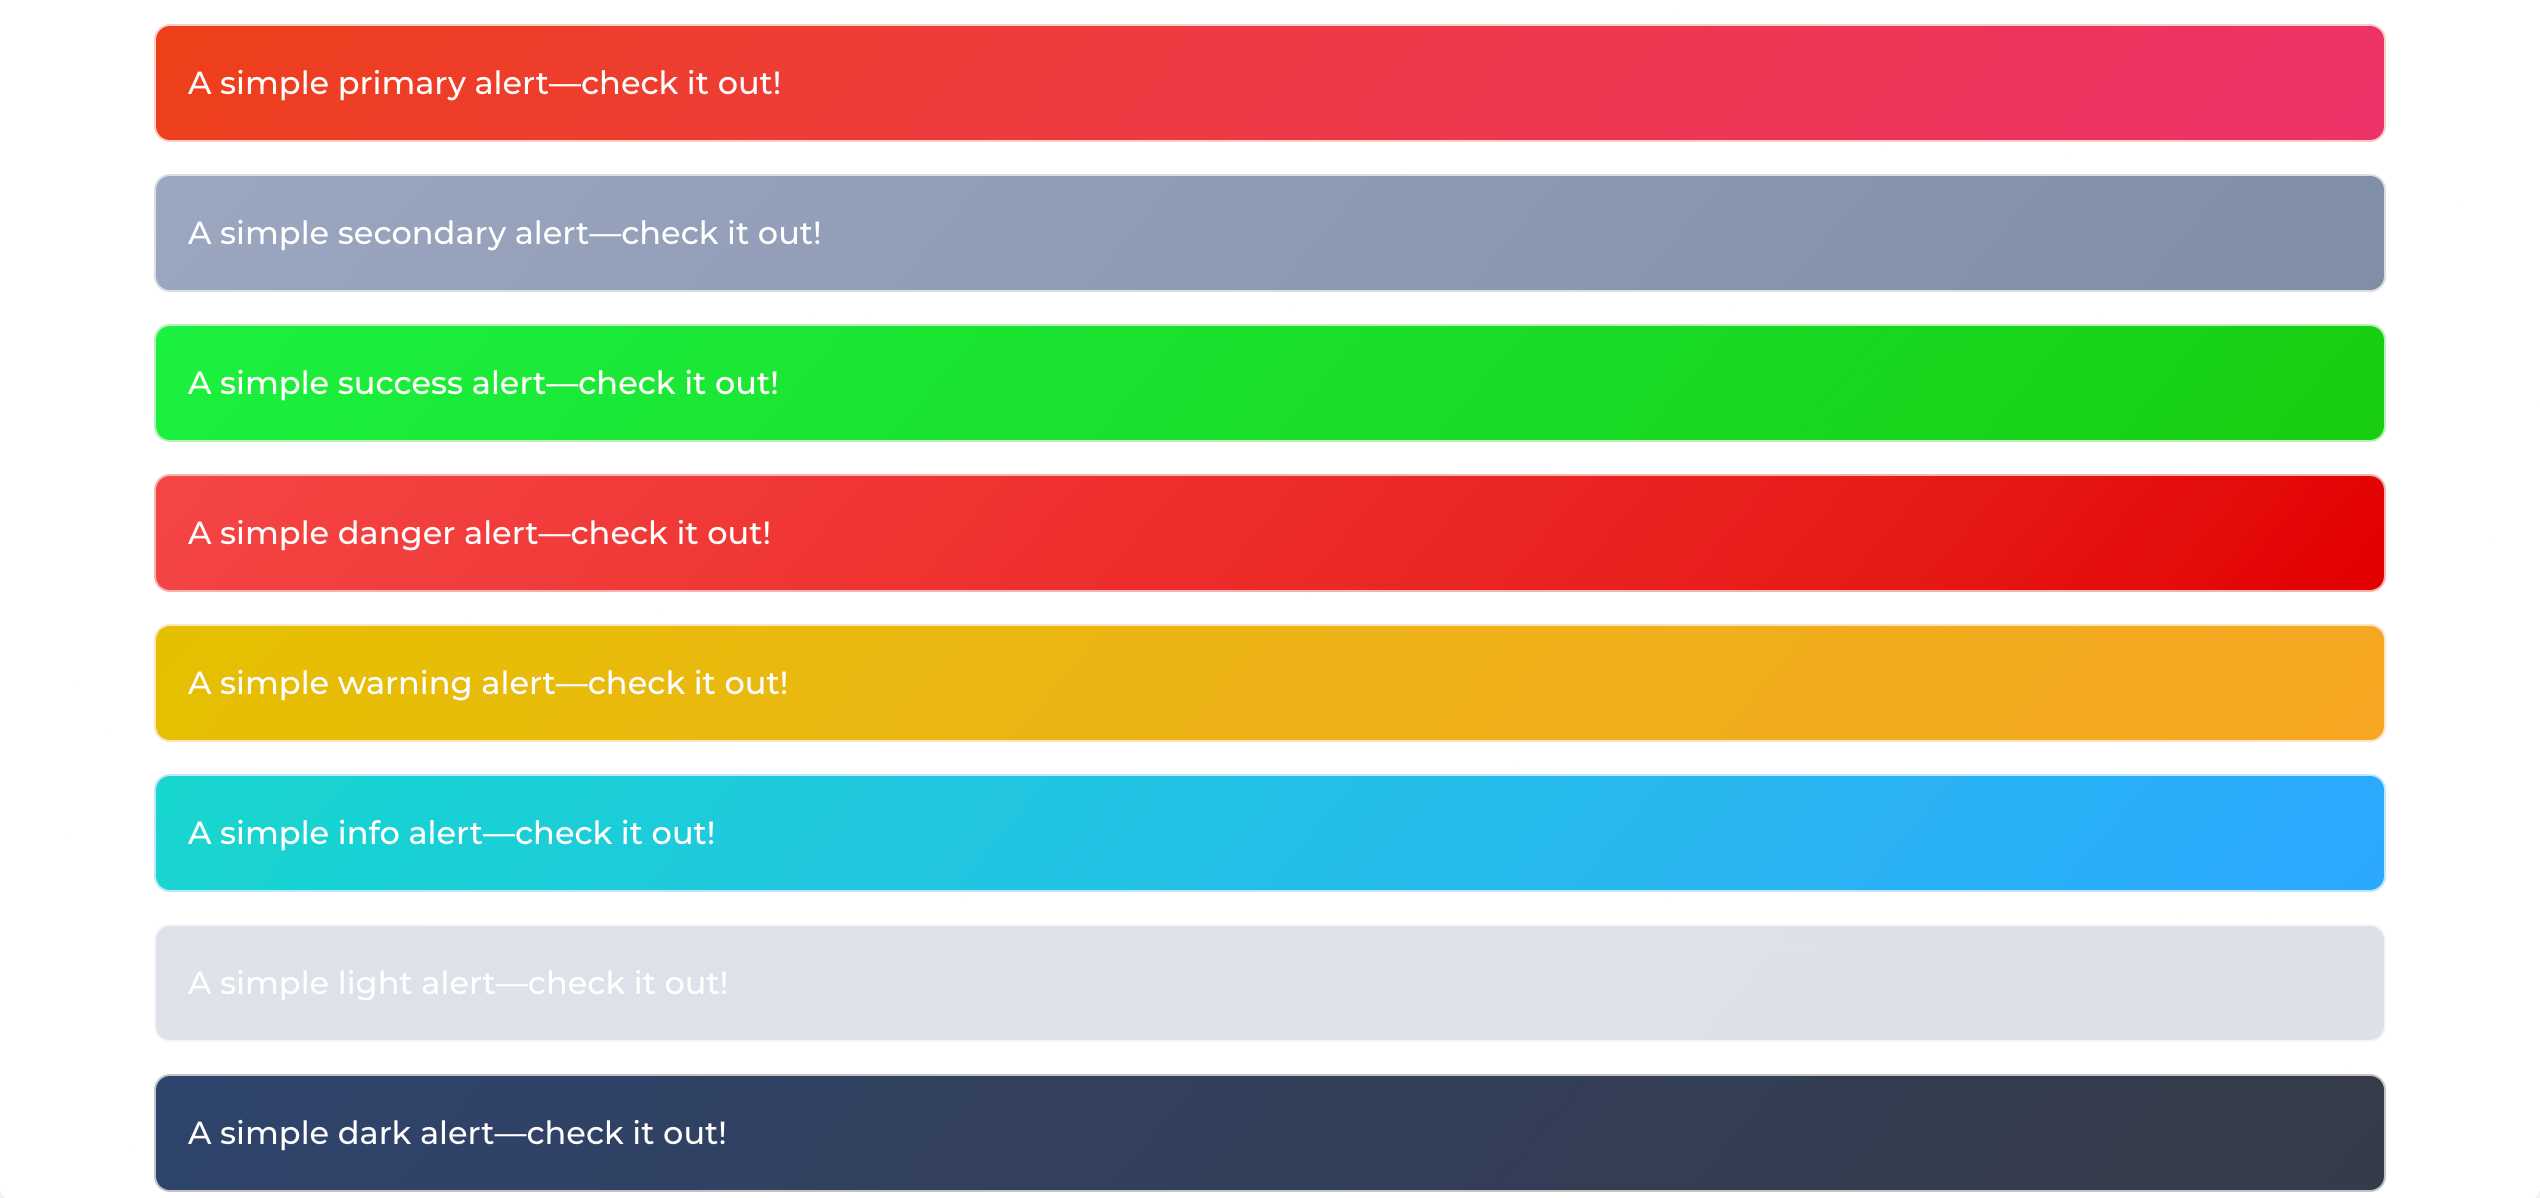 A simple primary alert—check it out!
A simple secondary alert—check it out!
A simple success alert—check it out!
A simple danger alert—check it out!
A simple warning alert—check it out!
A simple info alert—check it out!
A simple light alert—check it out!
A simple dark alert—check it out!